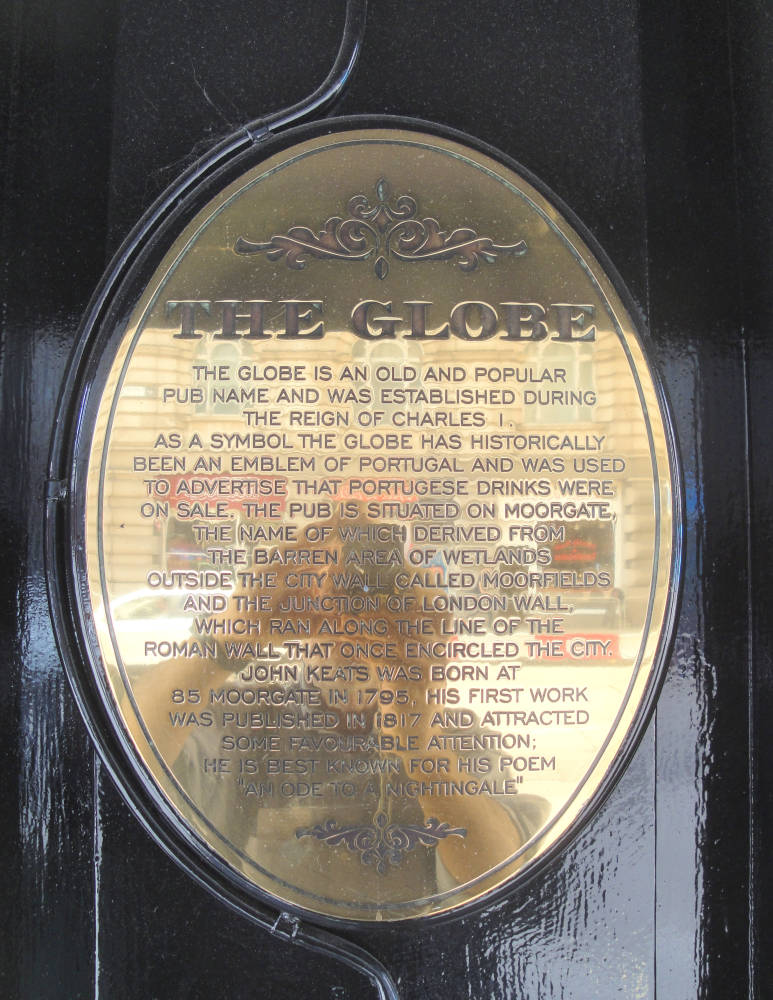 THE GLOBE
THE GLOBE IS AN OLD AND POPULAR
PUB NAME AND WAS ESTABLISHED DURING
THE REIGN OF CHARLES I.
AS A SYMBOL THE GLOBE HAS HISTORICALLY
BEEN AN EMBLEM OF PORTUGAL AND WAS USED
TO ADVERTISE THAT PORTUGESE DRINKS WERE
ON SALE. THE PUB IS SITUATED ON MOORGATE,
THE NAME OF WHICH DERIVED FROM
THE BARREN AREA OF WETLANDS
OUTSIDE THE CITY WALL CALLED MOORFIELDS
AND THE JUNCTION OF LONDON WALL,
WHICH RAN ALONG THE LINE OF THE
ROMAN WALL THAT ONCE ENCIRCLED THE CITY.
JOHN KEATS WAS BORN AT
85 MOORGATE IN 1795, HIS FIRST WORK
WAS PUBLISHED IN 1817 AND ATTRACTED
SOME FAVOURABLE ATTENTION;
HE IS BEST KNOWN FOR HIS POEM
"AN ODE TO A NIGHTINGALE"